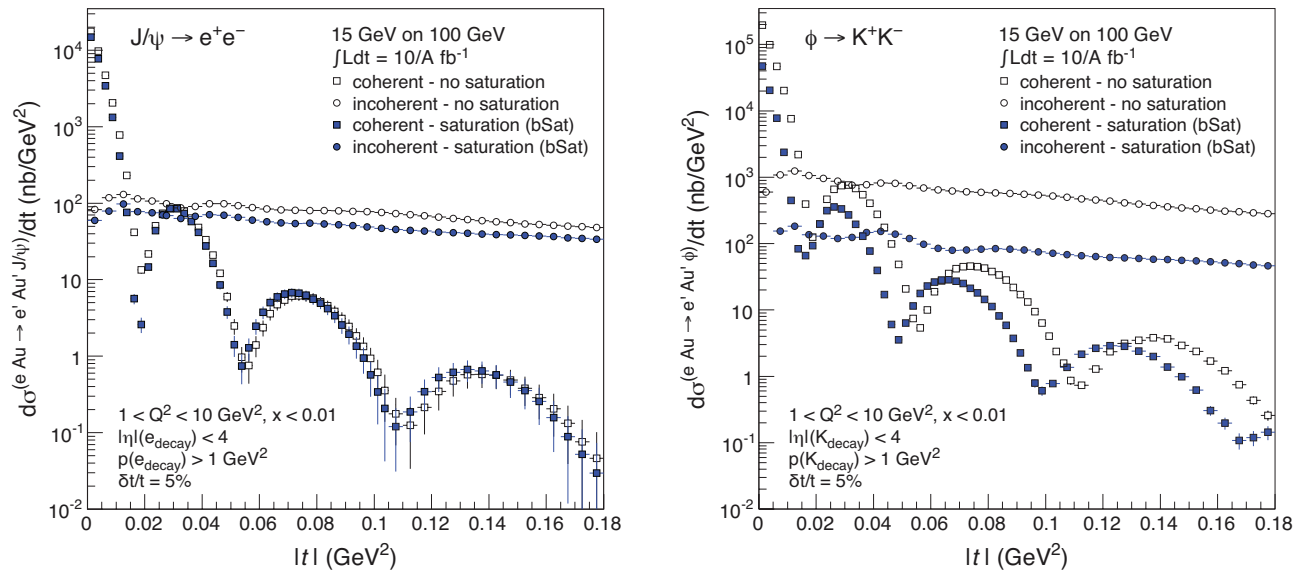 J/ψ → e⁺e⁻
15 GeV on 100 GeV
∫Ldt = 10/A fb⁻¹
coherent - no saturation
incoherent - no saturation
coherent - saturation (bSat)
incoherent - saturation (bSat)
dσ^(e Au → e' Au' J/ψ)/dt (nb/GeV²)
10⁴
10³
10²
10
1
10⁻¹
10⁻²
1 < Q² < 10 GeV², x < 0.01
|η|(e_decay) < 4
p(e_decay) > 1 GeV²
δt/t = 5%
0 0.02 0.04 0.06 0.08 0.1 0.12 0.14 0.16 0.18
|t| (GeV²)
φ → K⁺K⁻
15 GeV on 100 GeV
∫Ldt = 10/A fb⁻¹
coherent - no saturation
incoherent - no saturation
coherent - saturation (bSat)
incoherent - saturation (bSat)
dσ^(e Au → e' Au' φ)/dt (nb/GeV²)
10⁵
10⁴
10³
10²
10
1
10⁻¹
10⁻²
1 < Q² < 10 GeV², x < 0.01
|η|(K_decay) < 4
p(K_decay) > 1 GeV²
δt/t = 5%
0 0.02 0.04 0.06 0.08 0.1 0.12 0.14 0.16 0.18
|t| (GeV²)